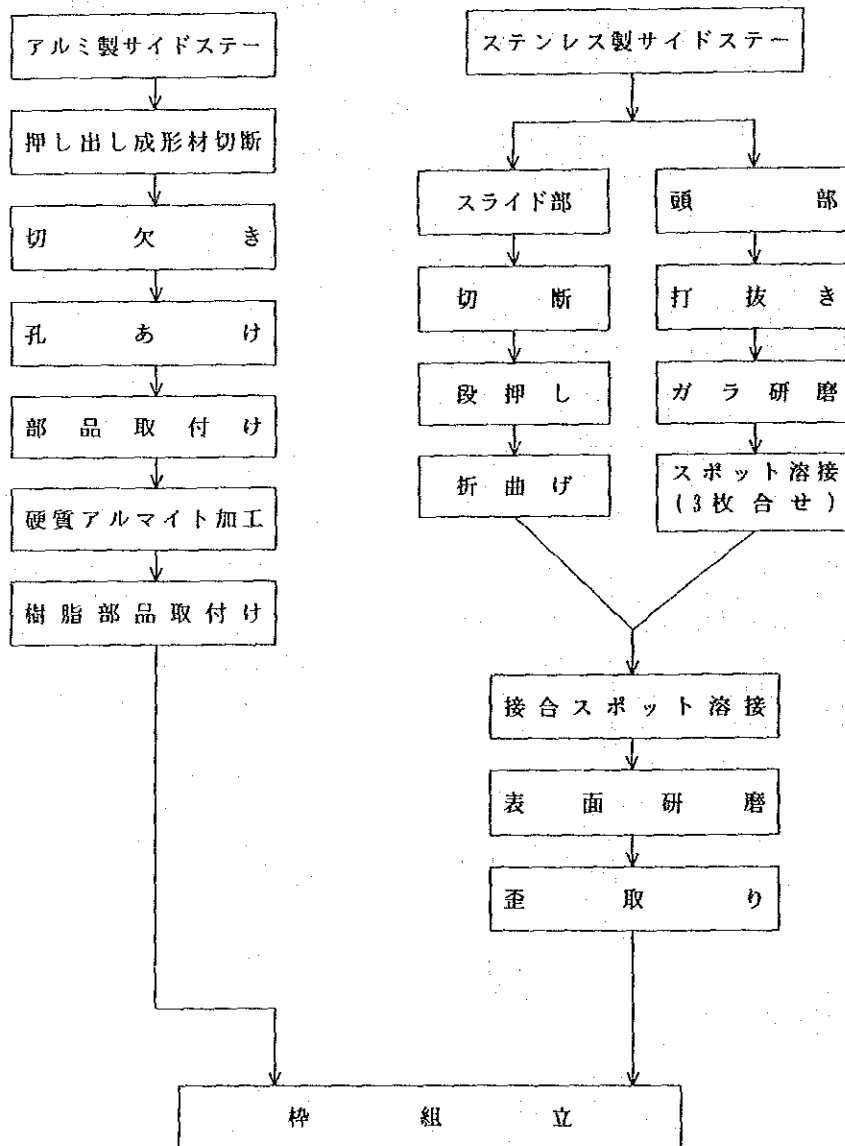 アルミ製サイドステー
押し出し成形材切断
切欠き
孔あけ
部品取付け
硬質アルマイト加工
樹脂部品取付け
ステンレス製サイドステー
スライド部
切断
段押し
折曲げ
頭部
打抜き
ガラ研磨
スポット溶接
(3枚合せ)
接合スポット溶接
表面研磨
歪取り
枠組立